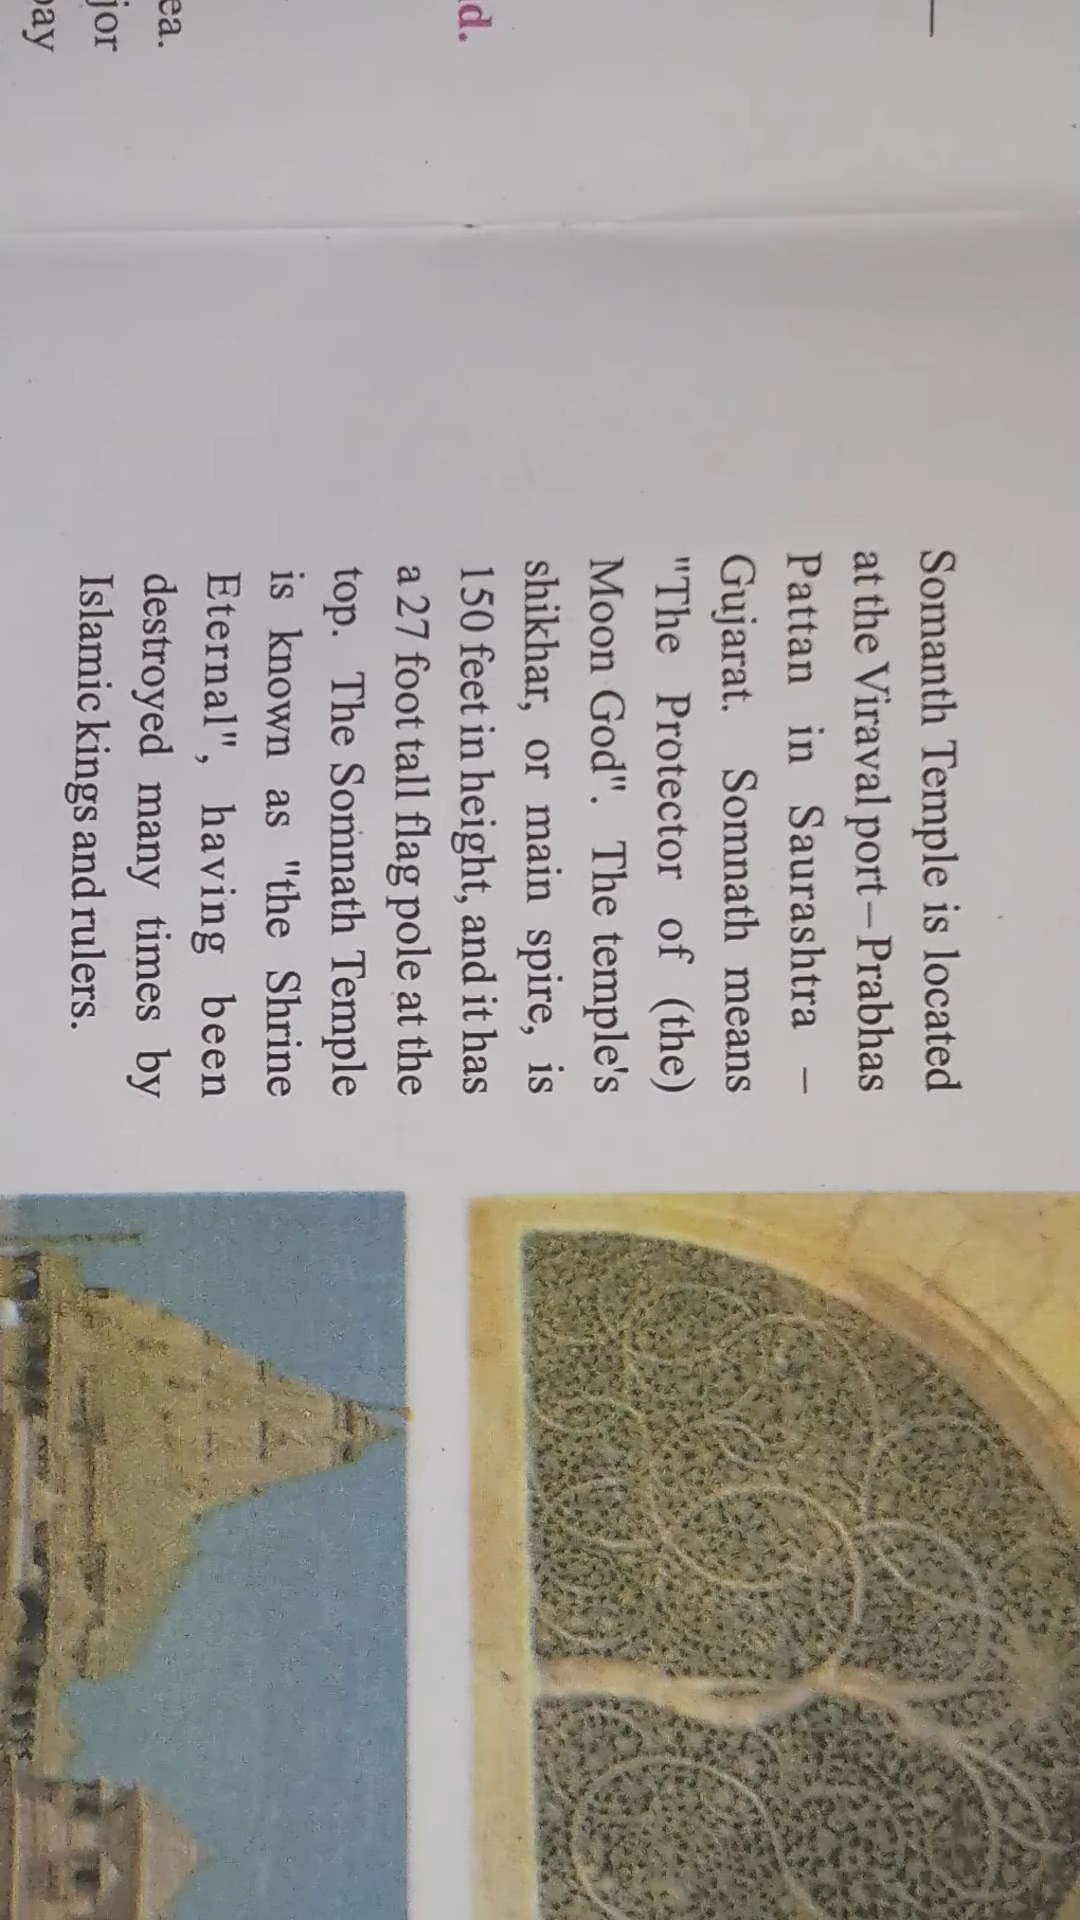 Somanth Temple is located
at the Viraval port – Prabhas
Pattan in Saurashtra –
Gujarat. Somnath means
"The Protector of (the)
Moon God". The temple's
shikhar, or main spire, is
150 feet in height, and it has
a 27 foot tall flag pole at the
top. The Somnath Temple
is known as "the Shrine
Eternal", having been
destroyed many times by
Islamic kings and rulers.